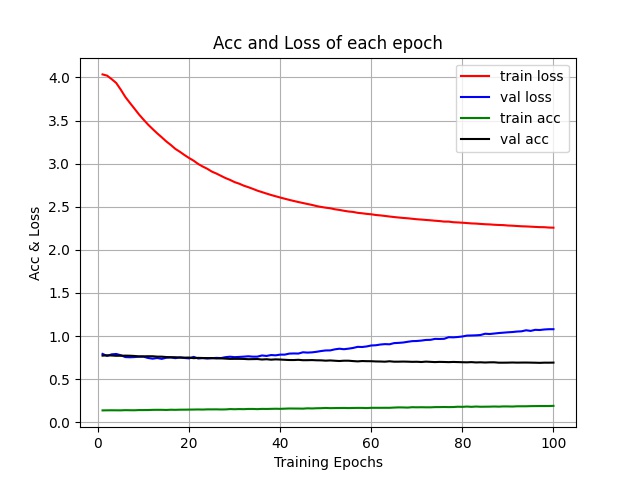 Acc and Loss of each epoch
train loss
val loss
train acc
val acc
4.0
3.5
3.0
2.5
2.0
1.5
1.0
0.5
0.0
Acc & Loss
0 20 40 60 80 100
Training Epochs